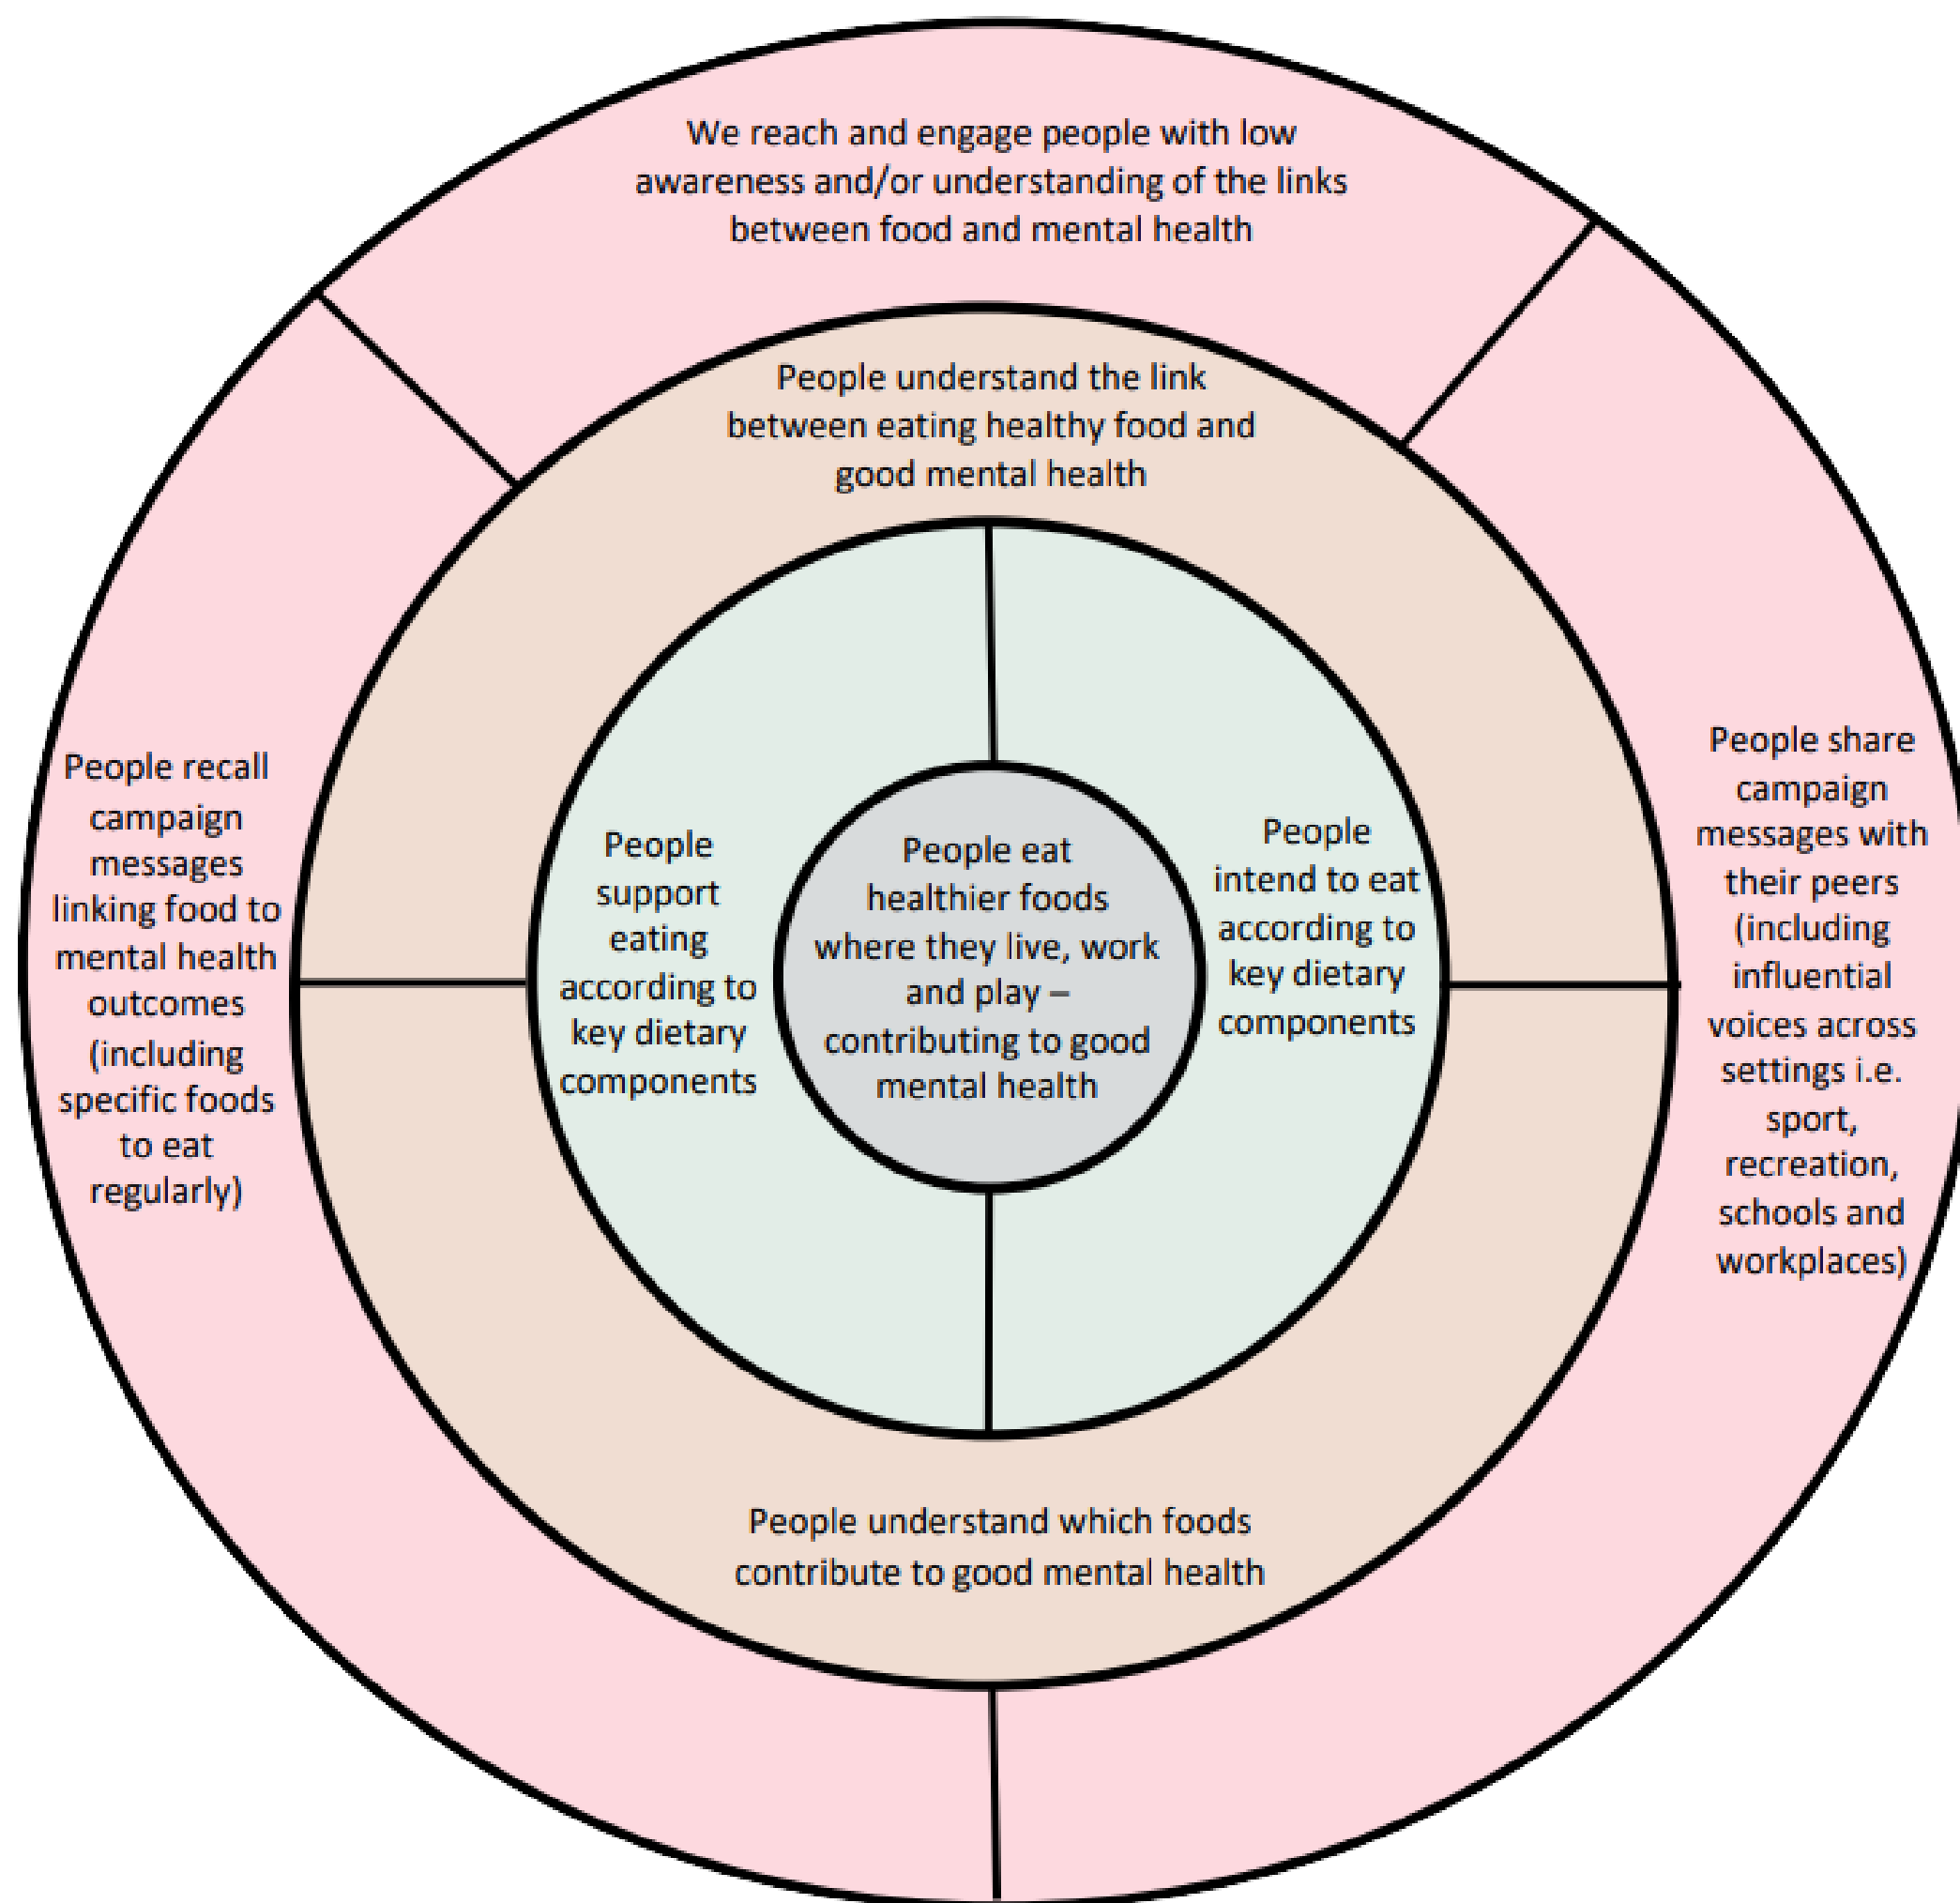 We reach and engage people with low
awareness and/or understanding of the links
between food and mental health
People understand the link
between eating healthy food and
good mental health
People recall
campaign
messages
linking food to
mental health
outcomes
(including
specific foods
to eat
regularly)
People
support
eating
according to
key dietary
components
People eat
healthier foods
where they live, work
and play –
contributing to good
mental health
People
intend to eat
according to
key dietary
components
People share
campaign
messages with
their peers
(including
influential
voices across
settings i.e.
sport,
recreation,
schools and
workplaces)
People understand which foods
contribute to good mental health